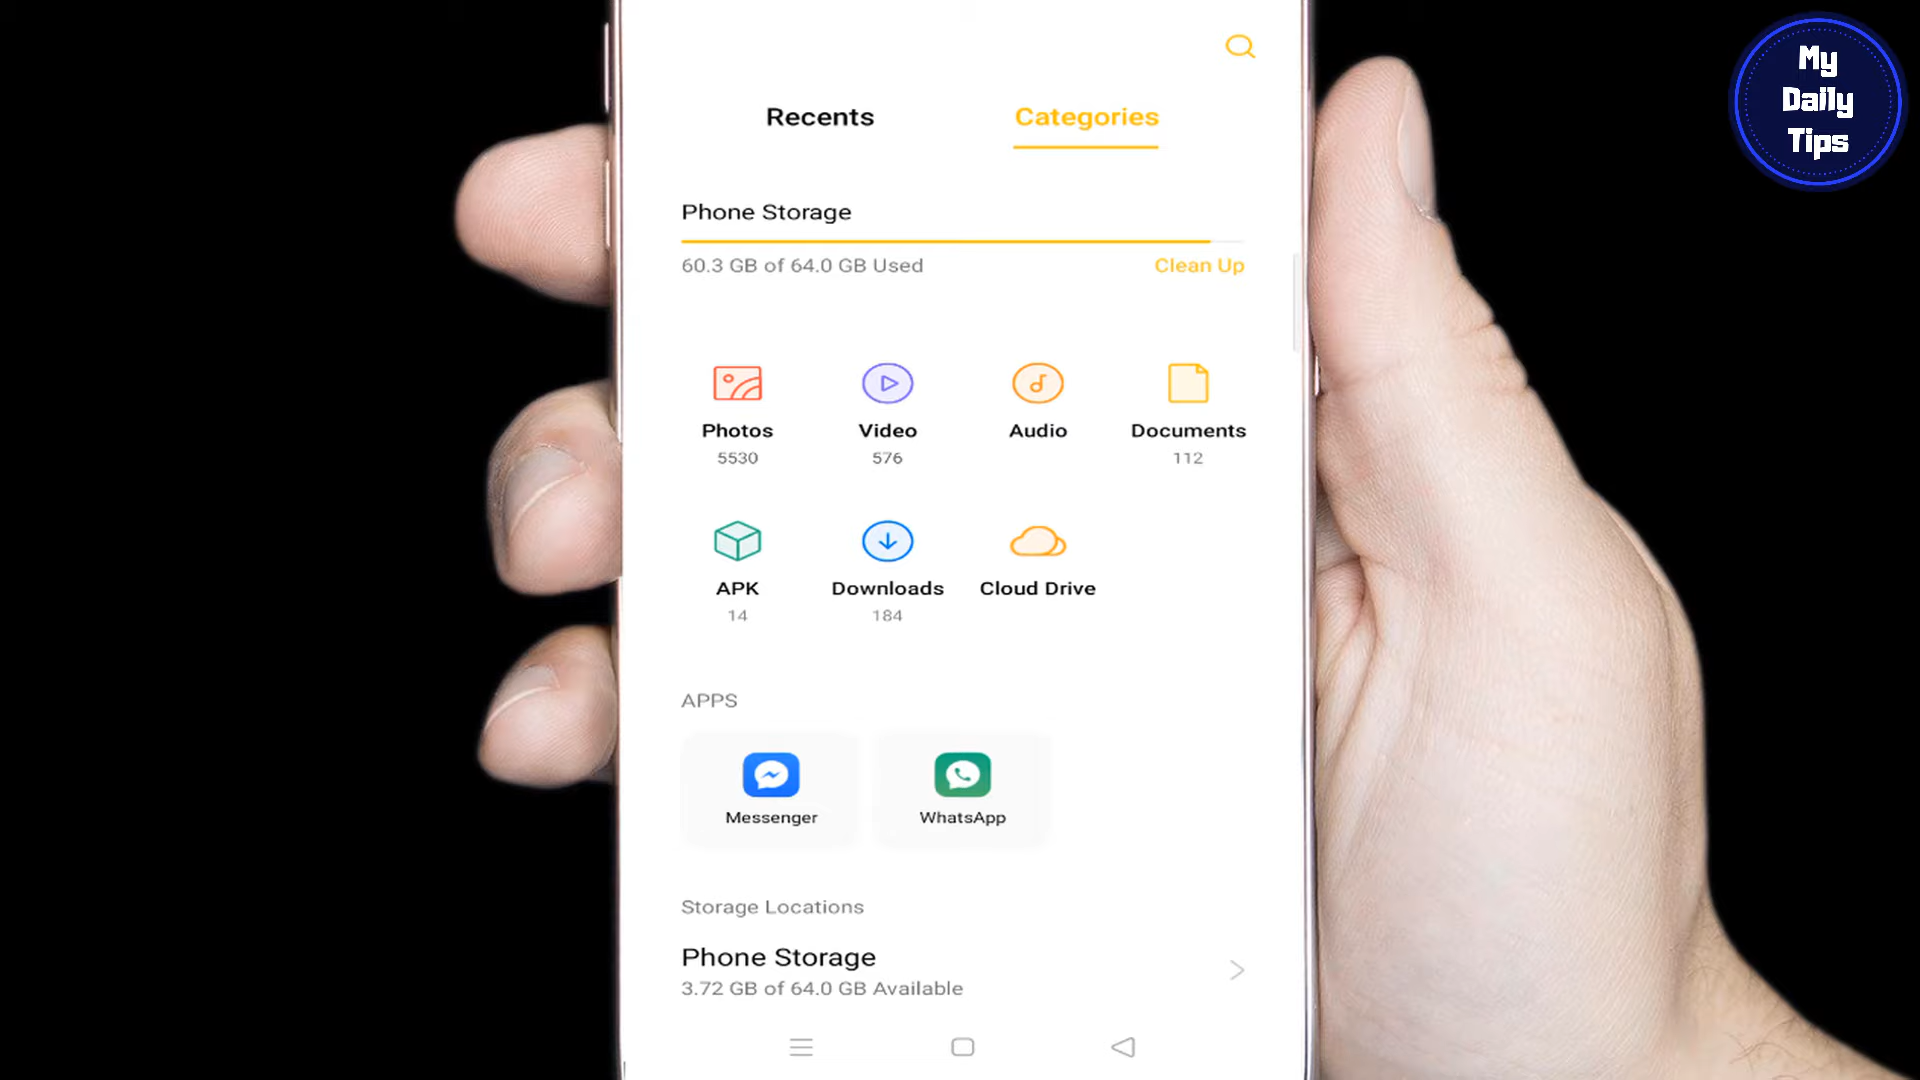 My
Daily
Tips
Recents Categories
Phone Storage
60.3 GB of 64.0 GB Used Clean Up
Photos Video Audio Documents
5530 576 112
APK Downloads Cloud Drive
14 184
APPS
Messenger WhatsApp
Storage Locations
Phone Storage
3.72 GB of 64.0 GB Available